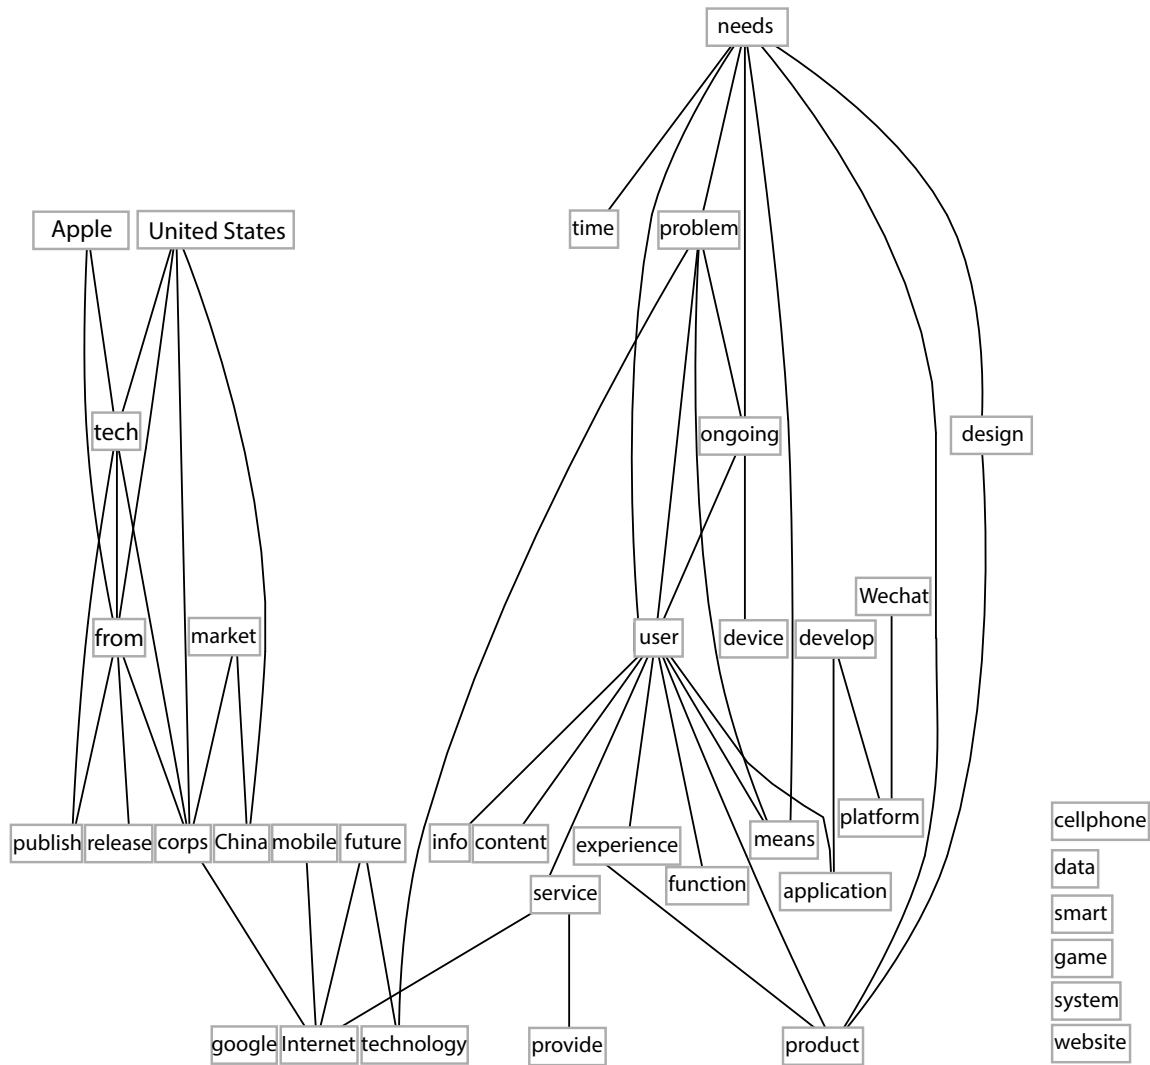 needs
Apple
United States
time
problem
tech
ongoing
design
Wechat
from
market
user
device
develop
publish
release
corps
China
mobile
future
info
content
experience
means
platform
cellphone
service
function
application
data
smart
game
system
google
Internet
technology
provide
product
website